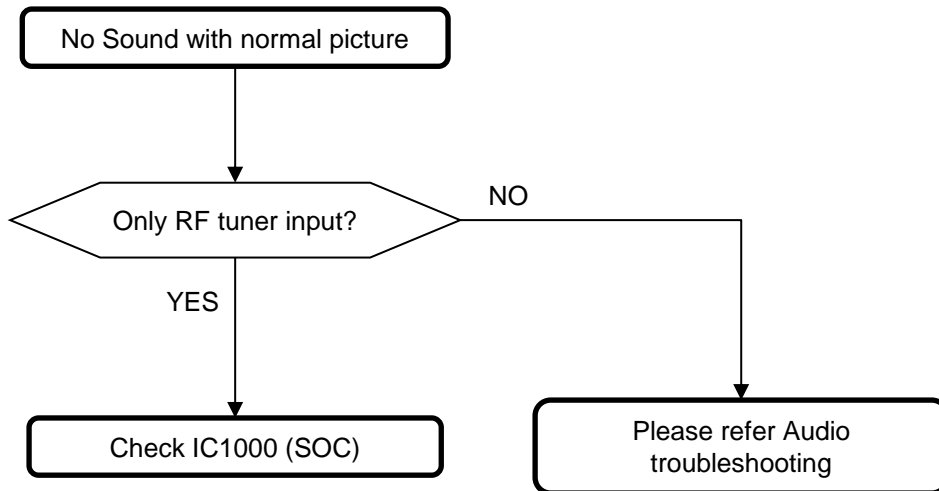 No Sound with normal picture
Only RF tuner input?
NO
YES
Check IC1000 (SOC)
Please refer Audio
troubleshooting